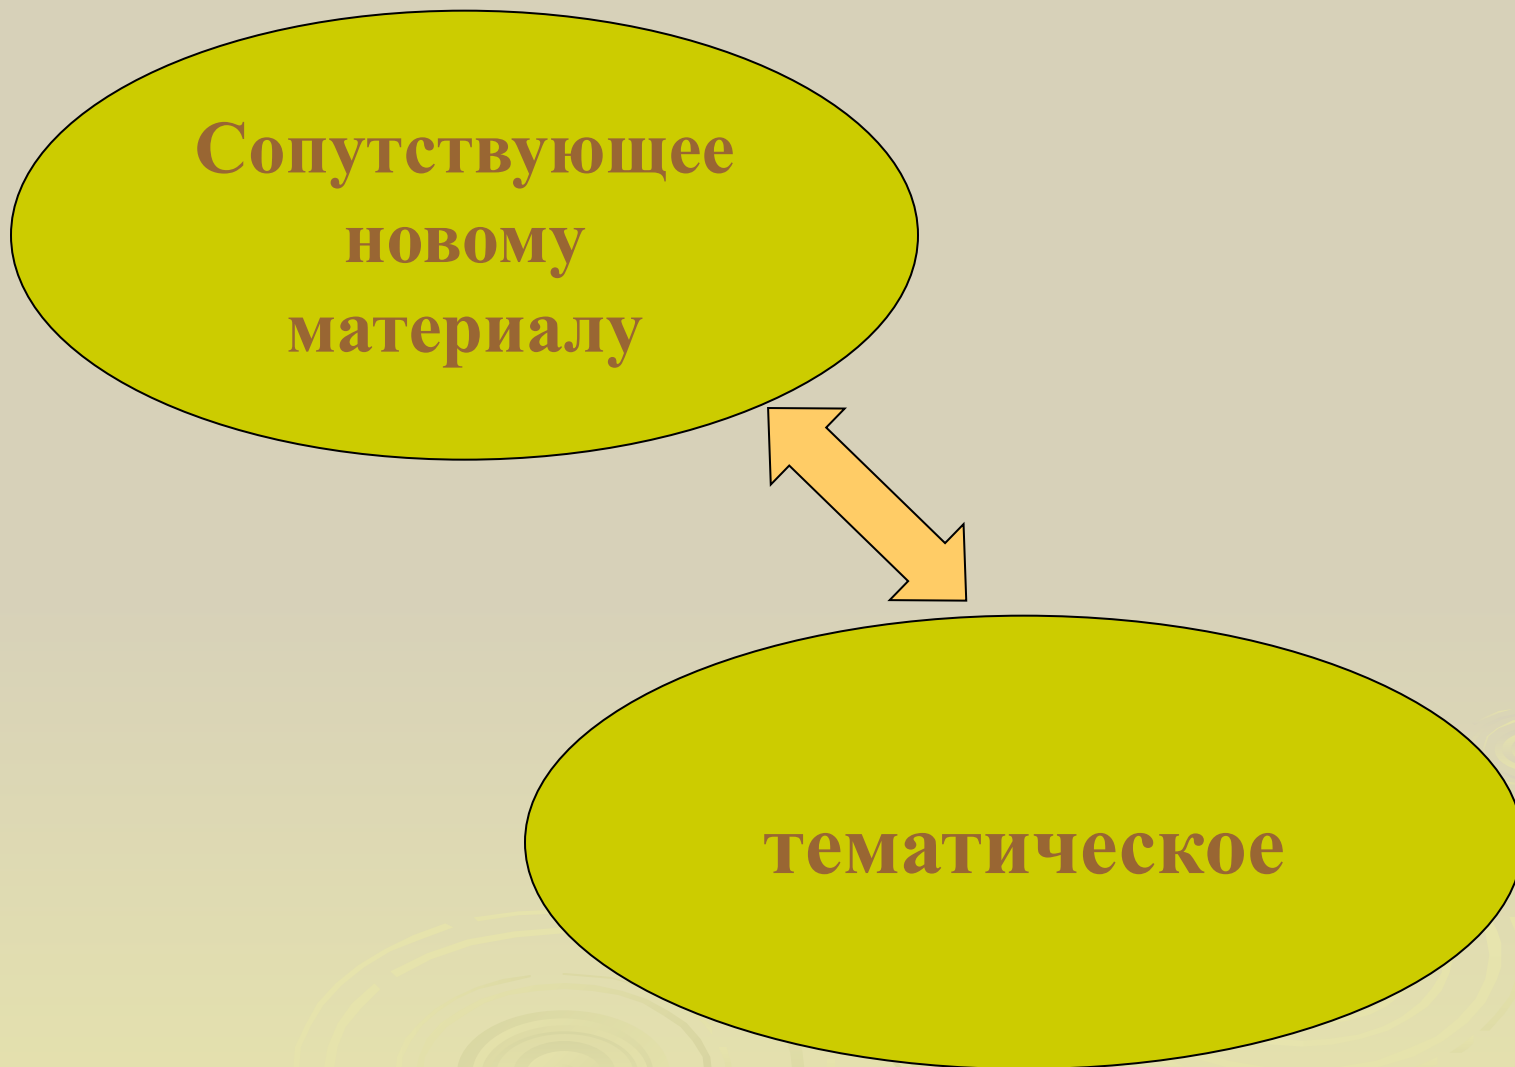 Сопутствующее
новому
материалу
тематическое